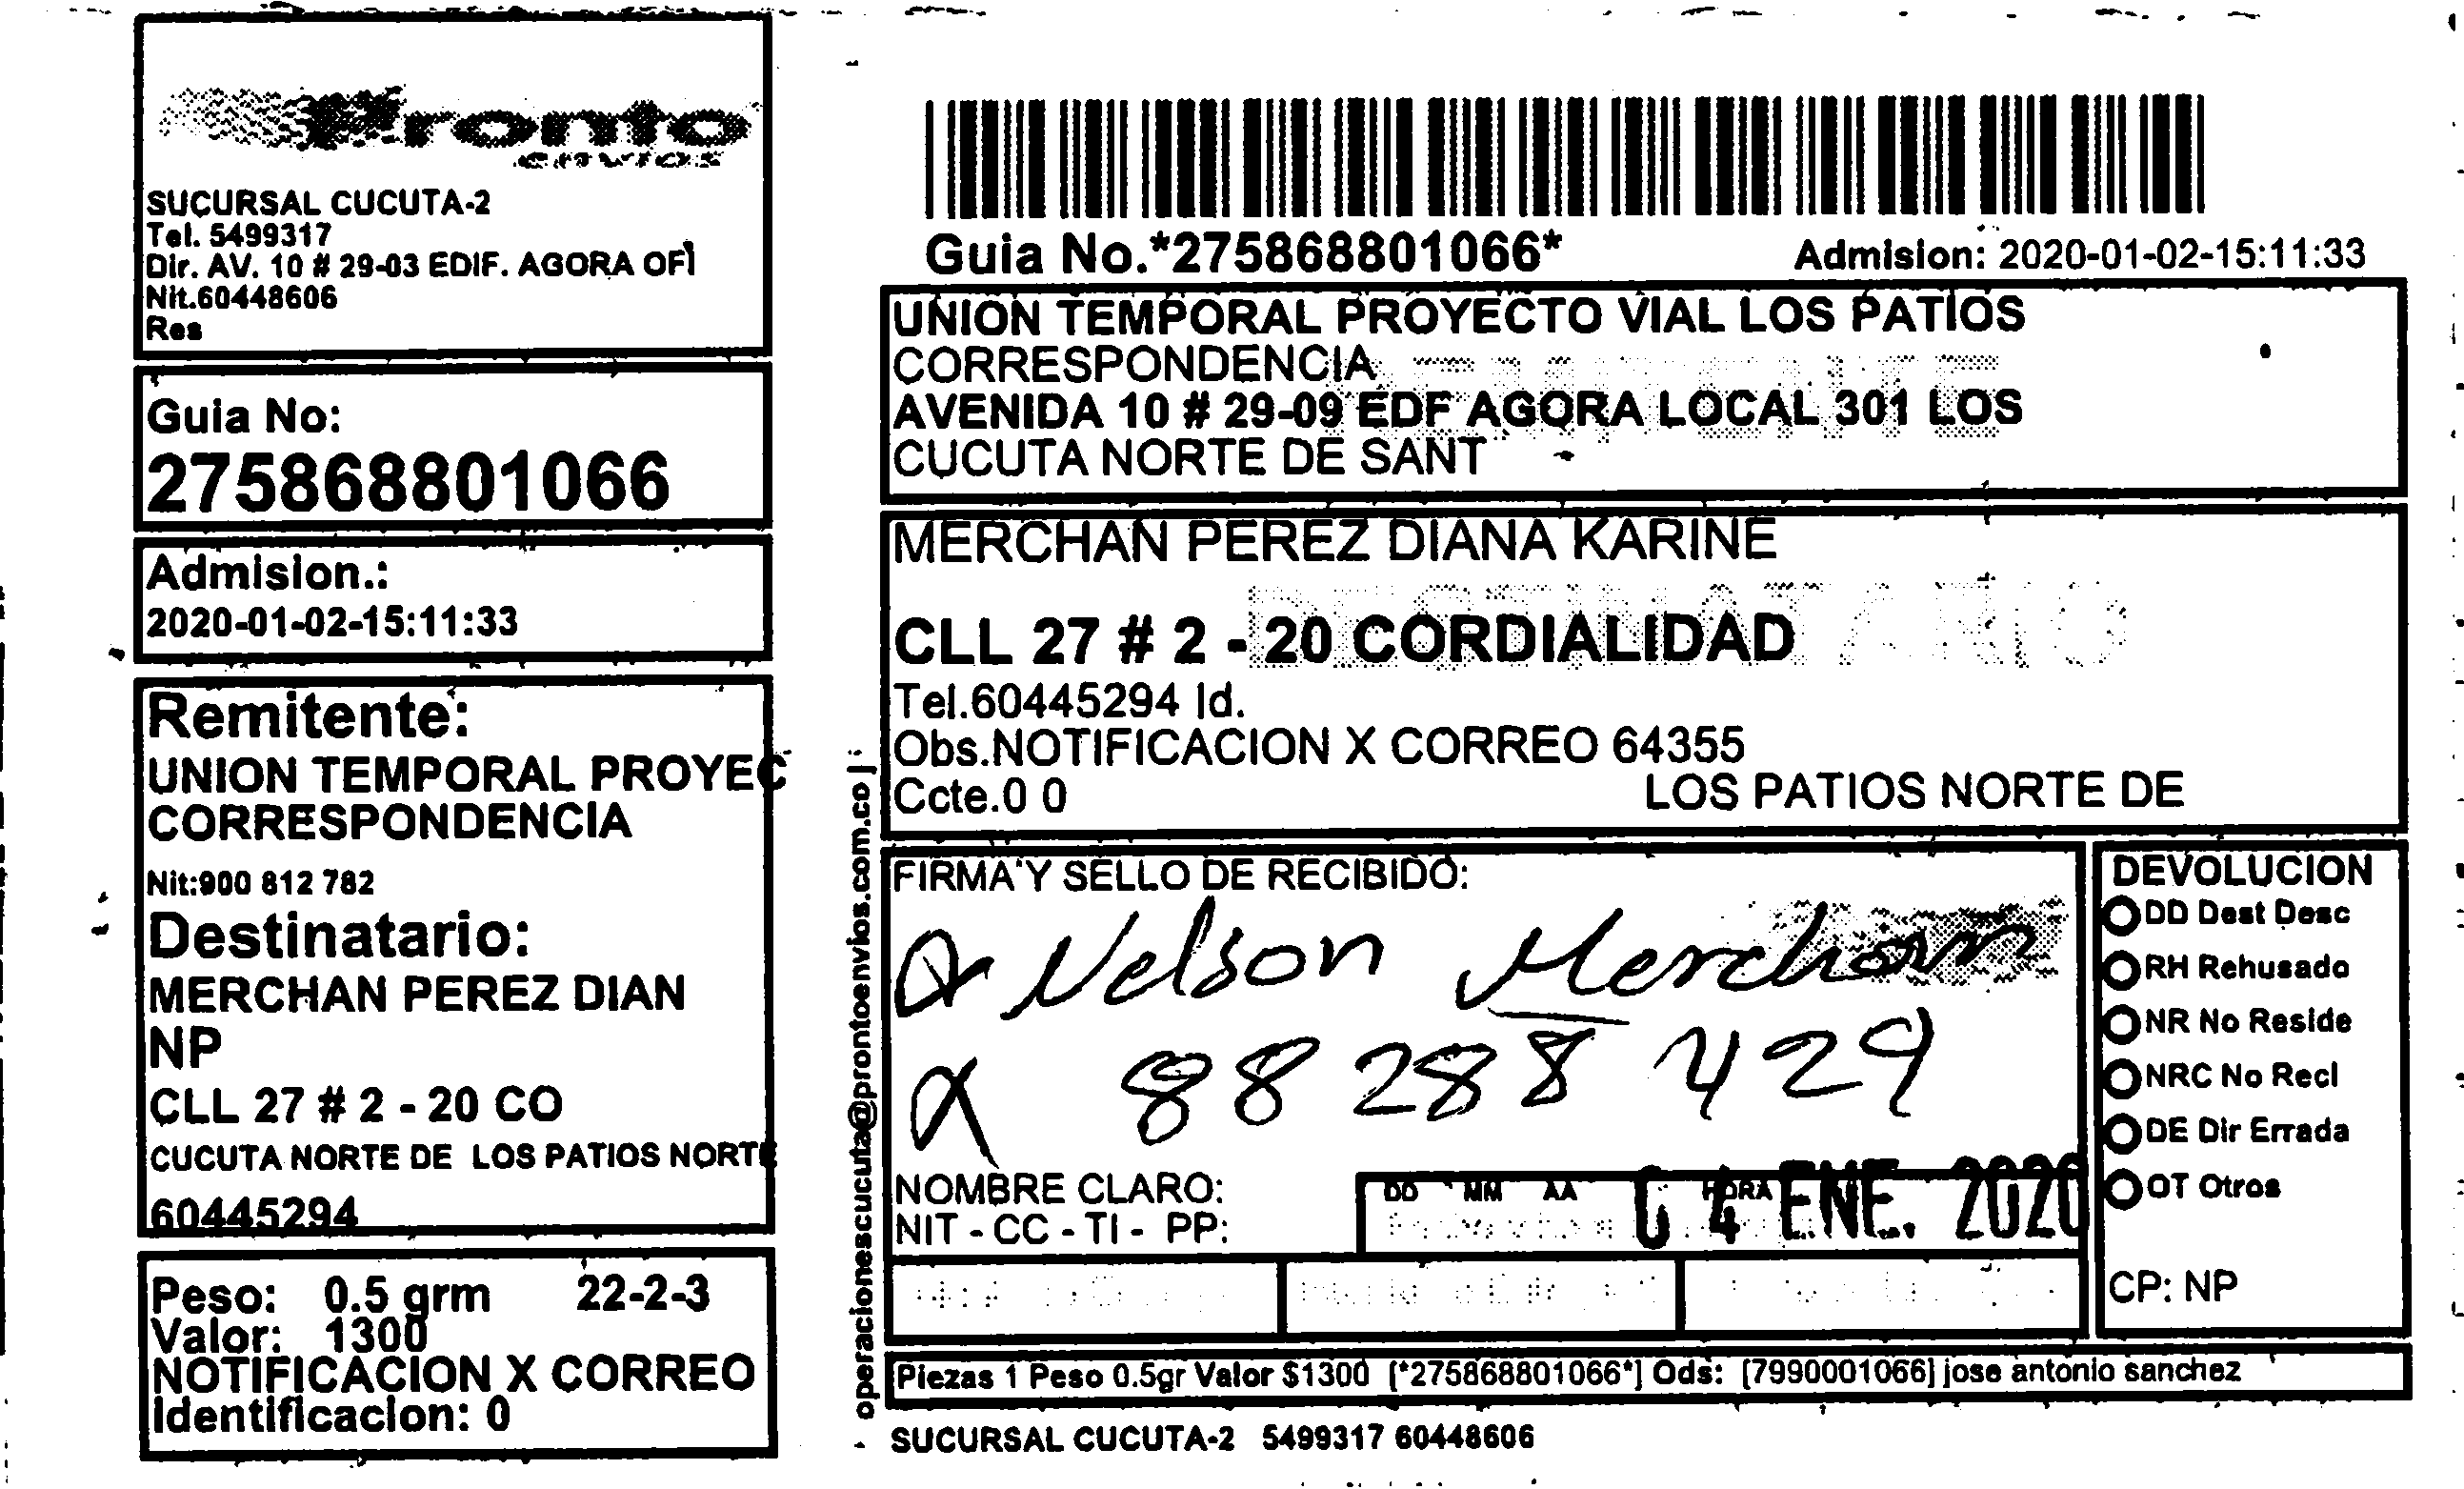 Pronto
envios
SUCURSAL CUCUTA-2
Tel. 5499317
Dir. AV. 10 # 29-03 EDIF. AGORA OFI
Nit.60448606
Res
Guia No:
275868801066
Admision.:
2020-01-02-15:11:33
Remitente:
UNION TEMPORAL PROYEC
CORRESPONDENCIA
Nit:900 812 782
Destinatario:
MERCHAN PEREZ DIAN
NP
CLL 27 # 2 - 20 CO
CUCUTA NORTE DE LOS PATIOS NORTE
60445294
Peso: 0.5 grm 22-2-3
Valor: 1300
NOTIFICACION X CORREO
Identificacion: 0
operacionescucuta@prontoenvios.com.co
Guia No.*275868801066*
Admision: 2020-01-02-15:11:33
UNION TEMPORAL PROYECTO VIAL LOS PATIOS
CORRESPONDENCIA
REMITENTE
AVENIDA 10 # 29-09 EDF AGORA LOCAL 301 LOS
CUCUTA NORTE DE SANT
MERCHAN PEREZ DIANA KARINE
DESTINATARIO
CLL 27 # 2 - 20 CORDIALIDAD
Tel.60445294 Id.
Obs.NOTIFICACION X CORREO 64355
Ccte.0 0
LOS PATIOS NORTE DE
FIRMA Y SELLO DE RECIBIDO:
Nelson Merchan
88288429
NOMBRE CLARO:
NIT - CC - TI - PP:
DD MM AA HORA
04 ENE. 2020
DEVOLUCION
DD Dest Desc
RH Rehusado
NR No Reside
NRC No Recl
DE Dir Errada
OT Otros
CP: NP
Piezas 1 Peso 0.5gr Valor $1300 [*275868801066*] Ods: [7990001066] jose antonio sanchez
SUCURSAL CUCUTA-2 5499317 60448606